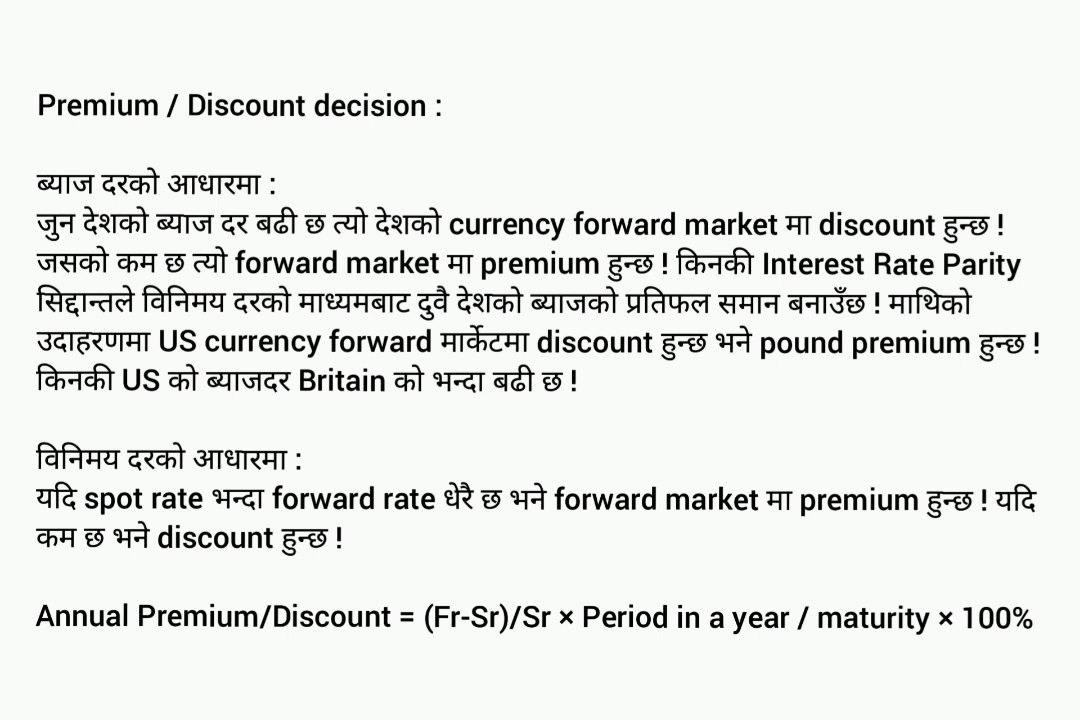 Premium / Discount decision :
ब्याज दरको आधारमा :
जुन देशको ब्याज दर बढी छ त्यो देशको currency forward market मा discount हुन्छ !
जसको कम छ त्यो forward market मा premium हुन्छ ! किनकी Interest Rate Parity
सिद्दान्तले विनिमय दरको माध्यमबाट दुवै देशको ब्याजको प्रतिफल समान बनाउँछ ! माथिको
उदाहरणमा US currency forward मार्केटमा discount हुन्छ भने pound premium हुन्छ !
किनकी US को ब्याजदर Britain को भन्दा बढी छ !
विनिमय दरको आधारमा :
यदि spot rate भन्दा forward rate धेरै छ भने forward market मा premium हुन्छ ! यदि
कम छ भने discount हुन्छ !
Annual Premium/Discount = (Fr-Sr)/Sr × Period in a year / maturity × 100%